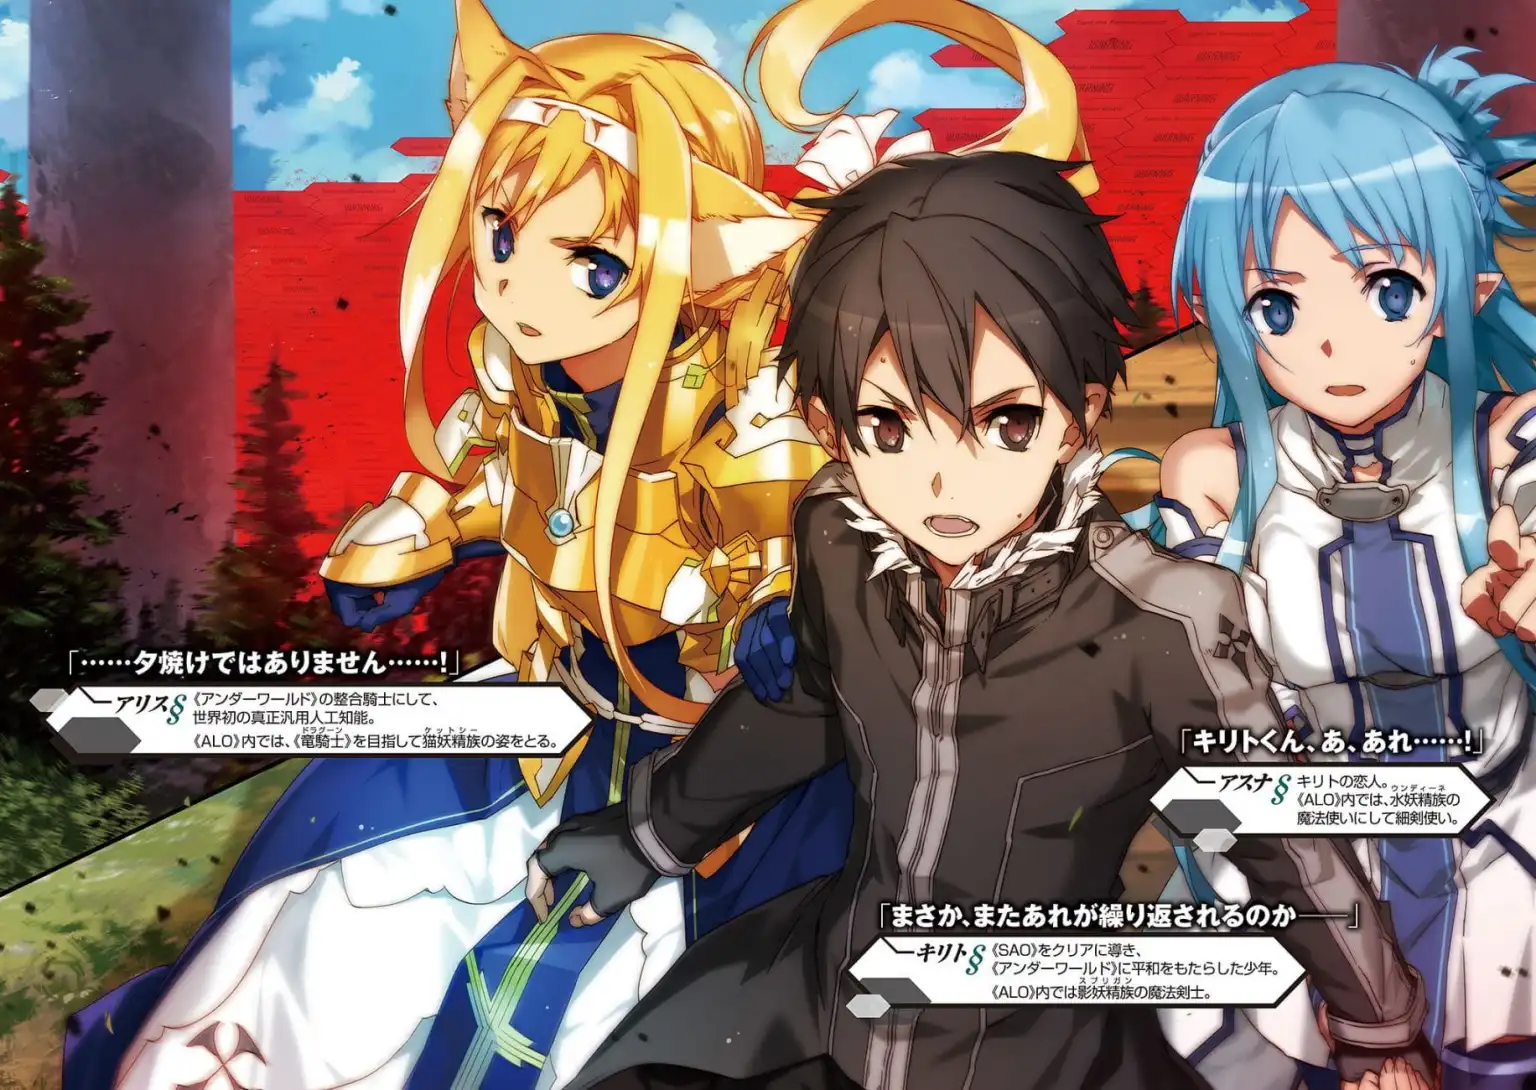 WARNING
WARNING
WARNING
WARNING
WARNING
WARNING
WARNING
WARNING
「……夕焼けではありません……!」
アリス§
《アンダーワールド》の整合騎士にして、
世界初の真正汎用人工知能。
ドラグーン ケットシー
《ALO》内では、《竜騎士》を目指して猫妖精族の姿をとる。
「キリトくん、あ、あれ……!」
アスナ§
キリトの恋人。
ウンディーネ
《ALO》内では、水妖精族の
魔法使いにして細剣使い。
「まさか、またあれが繰り返されるのか――」
キリト§
《SAO》をクリアに導き、
《アンダーワールド》に平和をもたらした少年。
スプリガン
《ALO》内では影妖精族の魔法剣士。